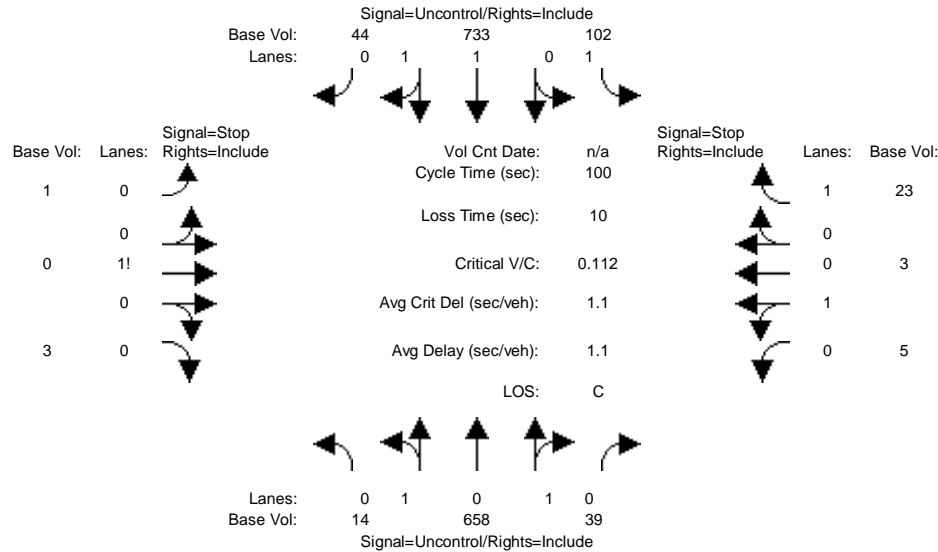 Signal=Uncontrol/Rights=Include
Base Vol: 44 733 102
Lanes: 0 1 1 0 1
Signal=Stop
Base Vol: Lanes: Rights=Include
1 0
0
0 1!
0
3 0
Vol Cnt Date: n/a
Cycle Time (sec): 100
Loss Time (sec): 10
Critical V/C: 0.112
Avg Crit Del (sec/veh): 1.1
Avg Delay (sec/veh): 1.1
LOS: C
Signal=Stop
Rights=Include Lanes: Base Vol:
1 23
0
0 3
1
0 5
Lanes: 0 1 0 1 0
Base Vol: 14 658 39
Signal=Uncontrol/Rights=Include